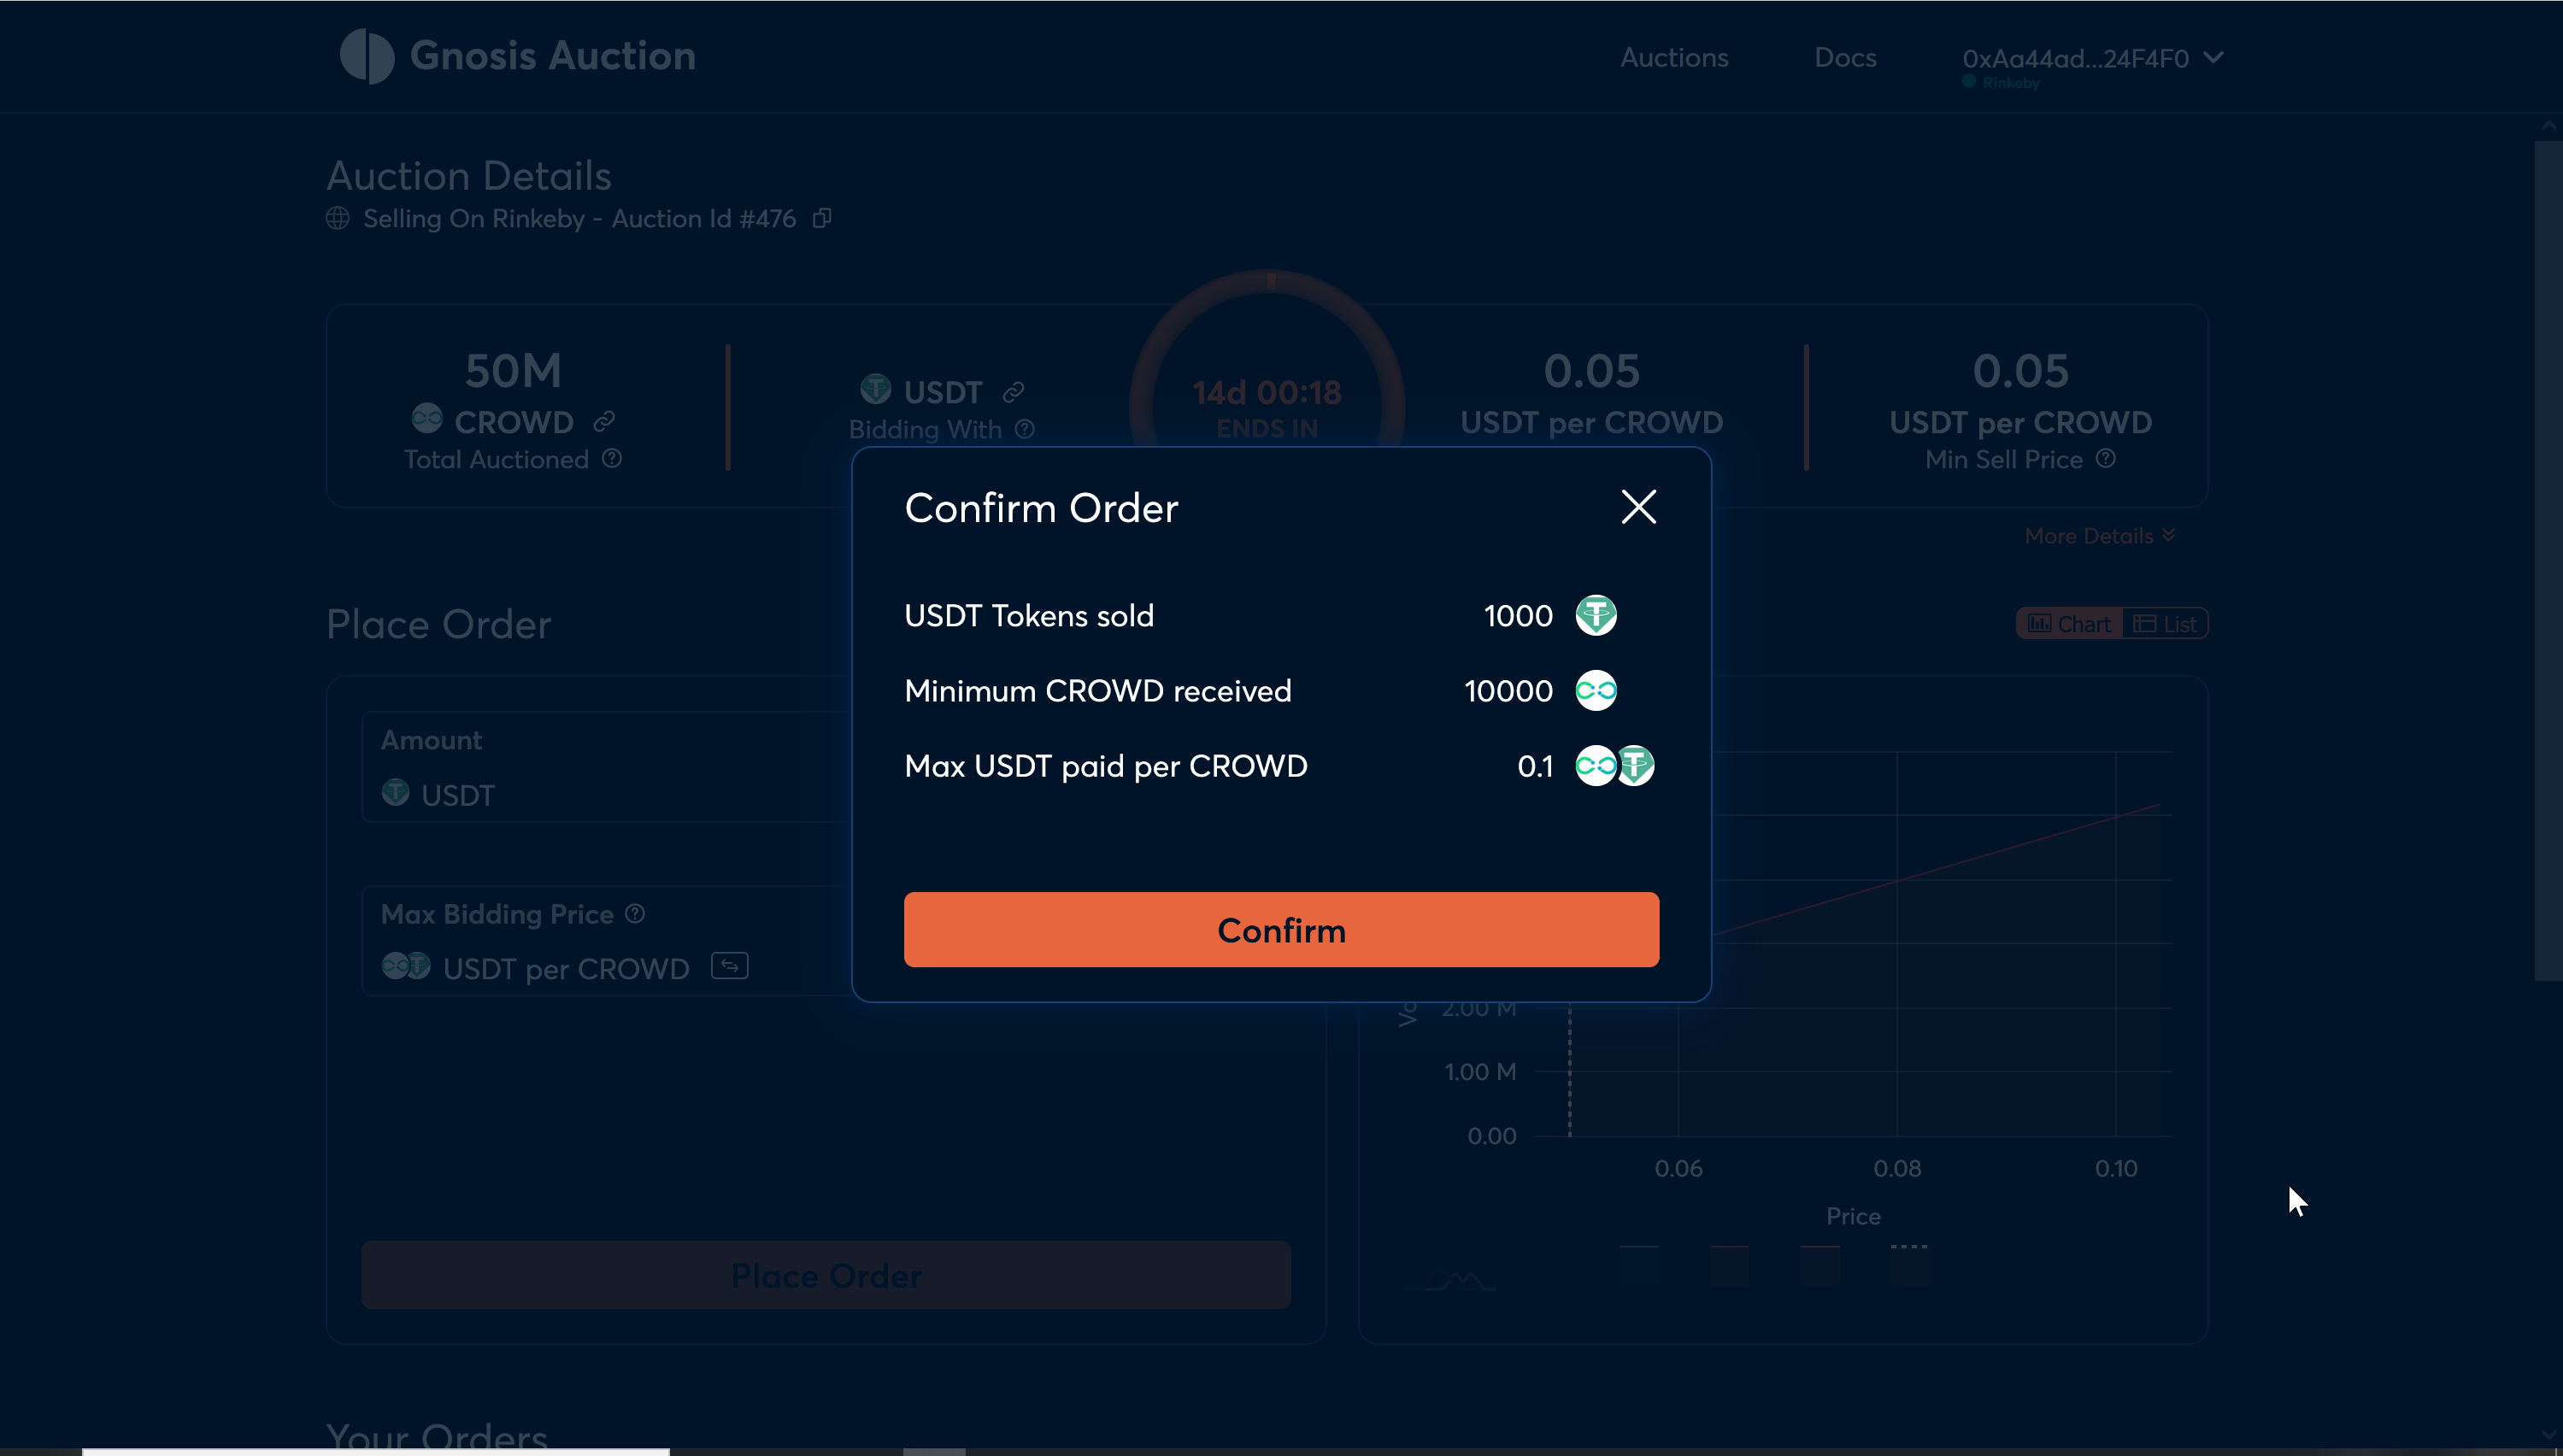 Gnosis Auction
Auctions
Docs
0xAa44ad...24F4F0
Rinkeby
Auction Details
Selling On Rinkeby - Auction Id #476
50M
CROWD
Total Auctioned
USDT
Bidding With
14d 00:18
ENDS IN
0.05
USDT per CROWD
0.05
USDT per CROWD
Min Sell Price
More Details
Confirm Order
USDT Tokens sold 1000
Minimum CROWD received 10000
Max USDT paid per CROWD 0.1
Confirm
Place Order
Chart
List
Amount
USDT
Max Bidding Price
USDT per CROWD
Place Order
2.00 M
1.00 M
0.00
0.06 0.08 0.10
Price
Your Orders